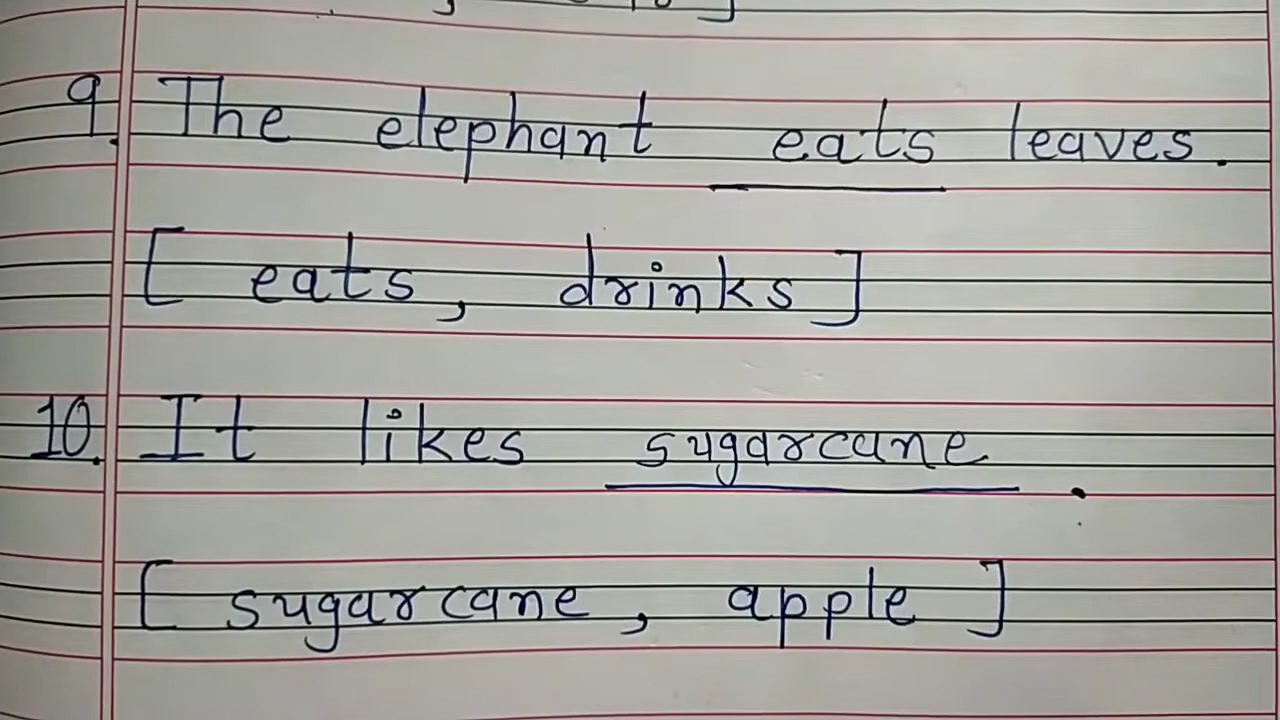 9. The elephant eats leaves.
[ eats, drinks ]
10. It likes sugarcane .
[ sugarcane, apple ]